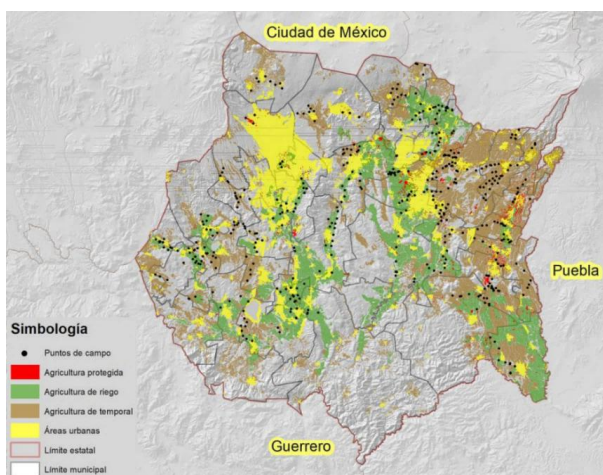 Ciudad de México
Puebla
Simbología
Puntos de campo
Agricultura protegida
Agricultura de riego
Agricultura de temporal
Áreas urbanas
Límite estatal
Límite municipal
Guerrero